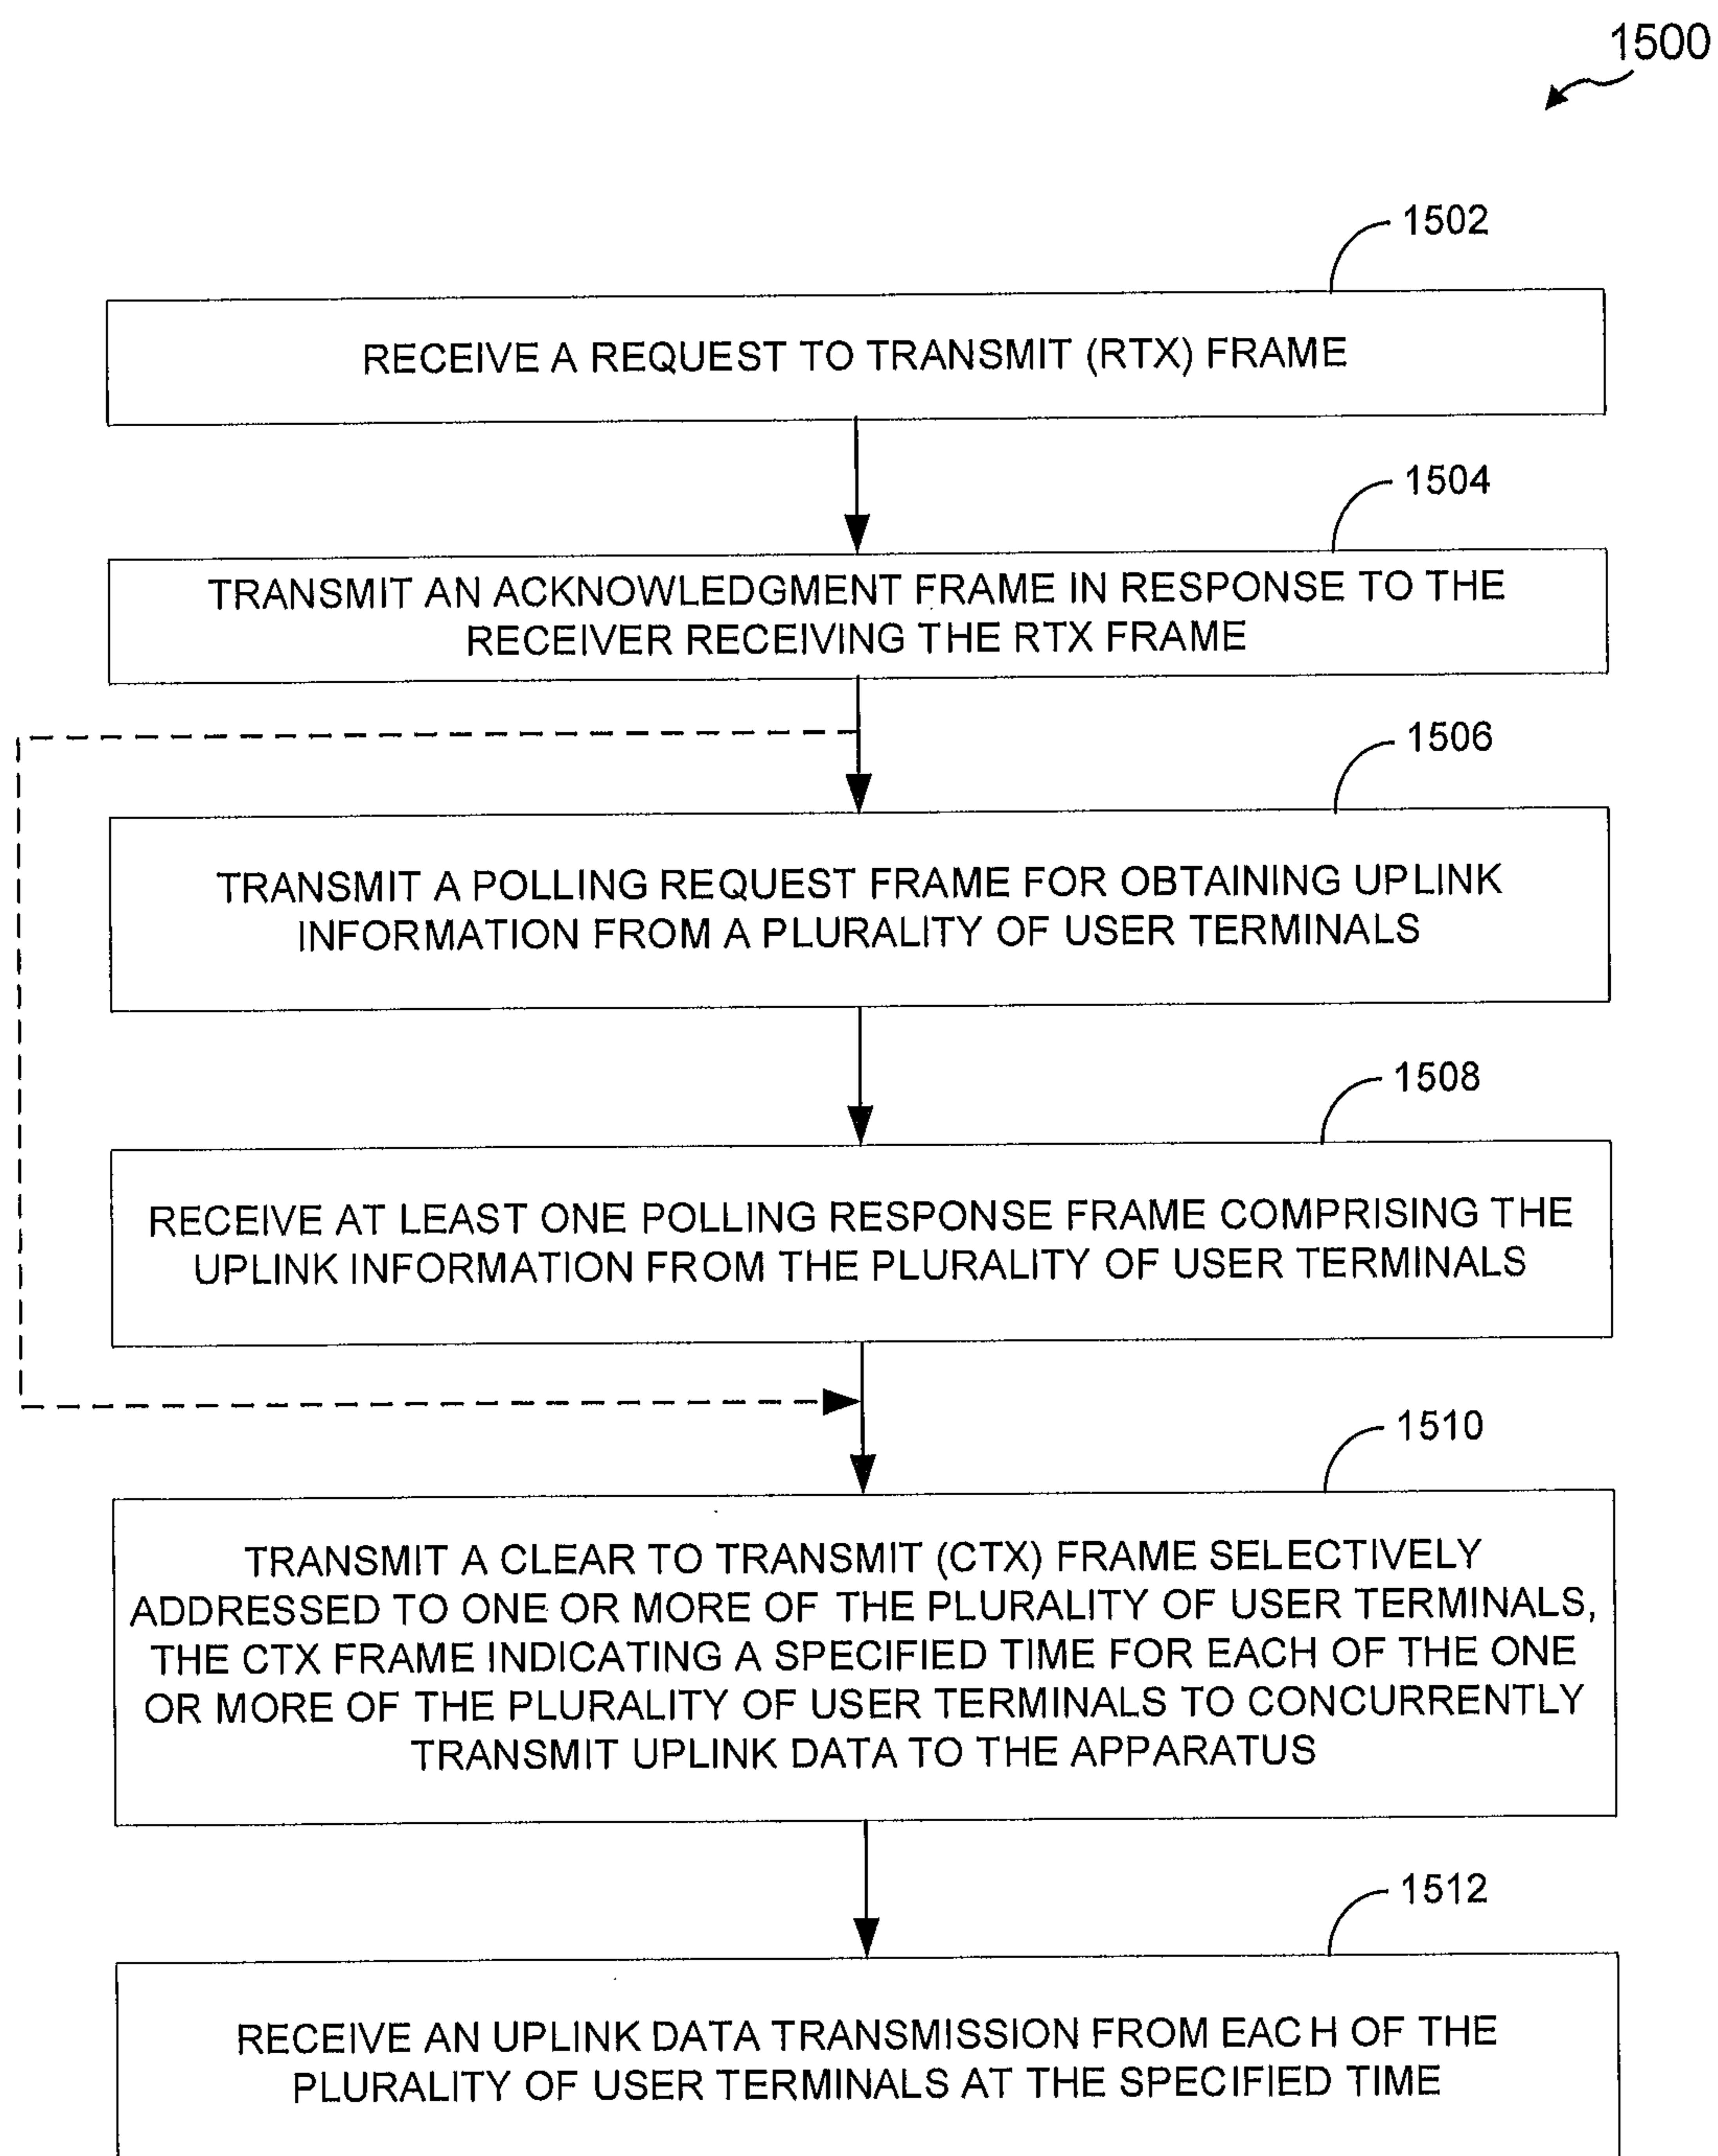 1500
1502
RECEIVE A REQUEST TO TRANSMIT (RTX) FRAME
1504
TRANSMIT AN ACKNOWLEDGMENT FRAME IN RESPONSE TO THE
RECEIVER RECEIVING THE RTX FRAME
1506
TRANSMIT A POLLING REQUEST FRAME FOR OBTAINING UPLINK
INFORMATION FROM A PLURALITY OF USER TERMINALS
1508
RECEIVE AT LEAST ONE POLLING RESPONSE FRAME COMPRISING THE
UPLINK INFORMATION FROM THE PLURALITY OF USER TERMINALS
1510
TRANSMIT A CLEAR TO TRANSMIT (CTX) FRAME SELECTIVELY
ADDRESSED TO ONE OR MORE OF THE PLURALITY OF USER TERMINALS,
THE CTX FRAME INDICATING A SPECIFIED TIME FOR EACH OF THE ONE
OR MORE OF THE PLURALITY OF USER TERMINALS TO CONCURRENTLY
TRANSMIT UPLINK DATA TO THE APPARATUS
1512
RECEIVE AN UPLINK DATA TRANSMISSION FROM EACH OF THE
PLURALITY OF USER TERMINALS AT THE SPECIFIED TIME